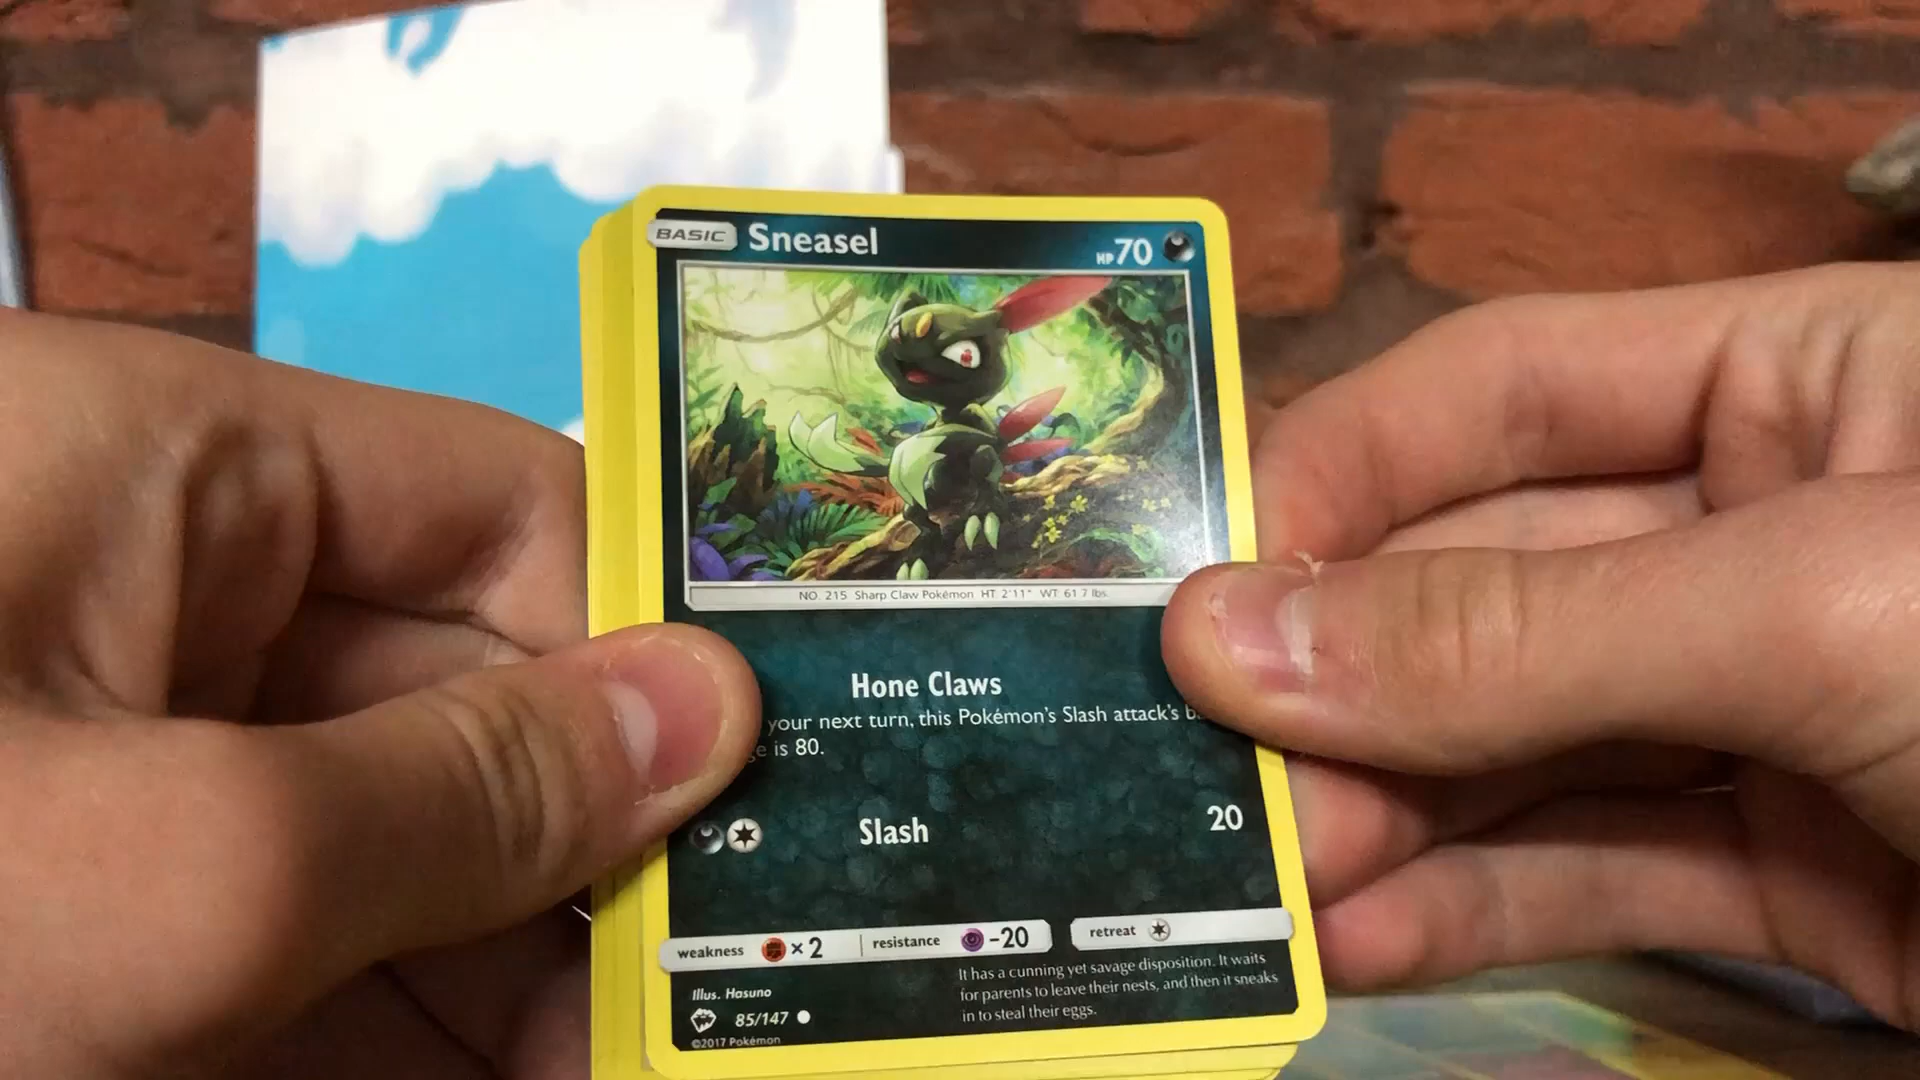 BASIC Sneasel HP70
NO. 215 Sharp Claw Pokémon HT 2'11" WT 61.7 lbs.
Hone Claws
your next turn, this Pokémon's Slash attack's
is 80.
Slash 20
weakness ×2 resistance -20 retreat
It has a cunning yet savage disposition. It waits
for parents to leave their nests, and then it sneaks
in to steal their eggs.
Illus. Hasuno
85/147
©2017 Pokémon